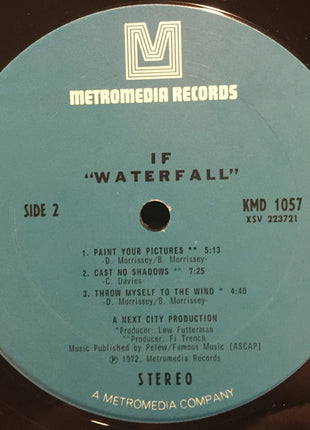 METROMEDIA RECORDS
IF
"WATERFALL"
SIDE 2
KMD 1057
XSV 223721
1. PAINT YOUR PICTURES ** 5:13
-D. Morrissey/B. Morrissey-
2. CAST NO SHADOWS ** 7:25
-C. Davies-
3. THROW MYSELF TO THE WIND * 4:40
-D. Morrissey/B. Morrissey-
A NEXT CITY PRODUCTION
*Producer: Lew Futterman
**Producer: Fi Trench
Music Published by Pelew/Famous Music (ASCAP)
℗ 1972, Metromedia Records
STEREO
A METROMEDIA COMPANY